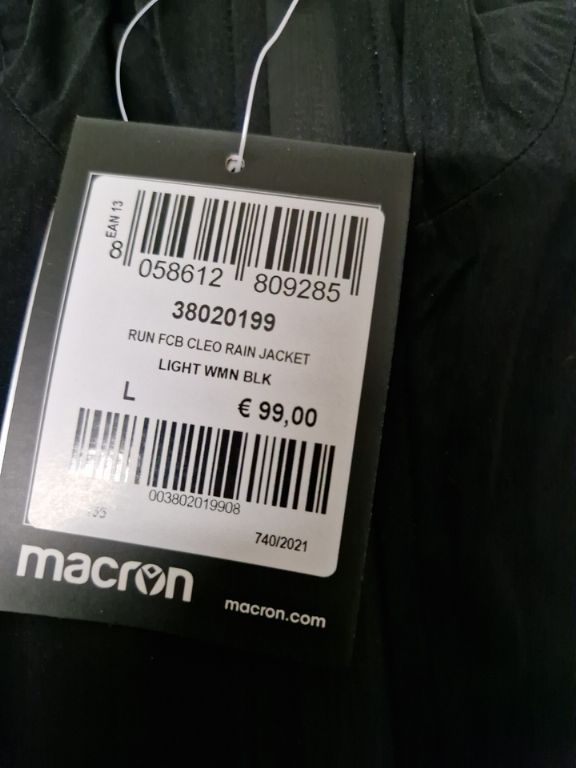 EAN 13
8 058612 809285
38020199
RUN FCB CLEO RAIN JACKET
LIGHT WMN BLK
L
€ 99,00
003802019908
740/2021
macron
macron.com